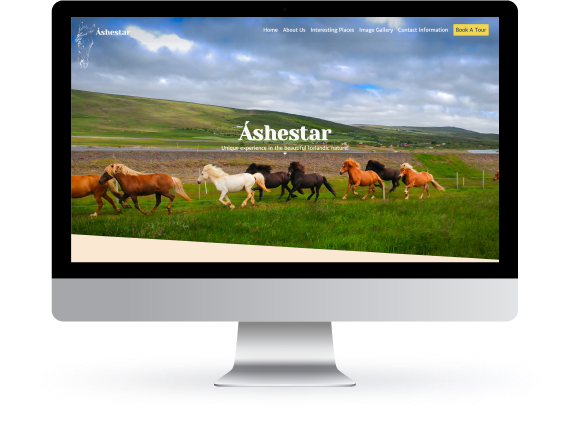 Áshestar
Home About Us Interesting Places Image Gallery Contact Information Book A Tour
Áshestar
Unique experience in the beautiful Icelandic nature!